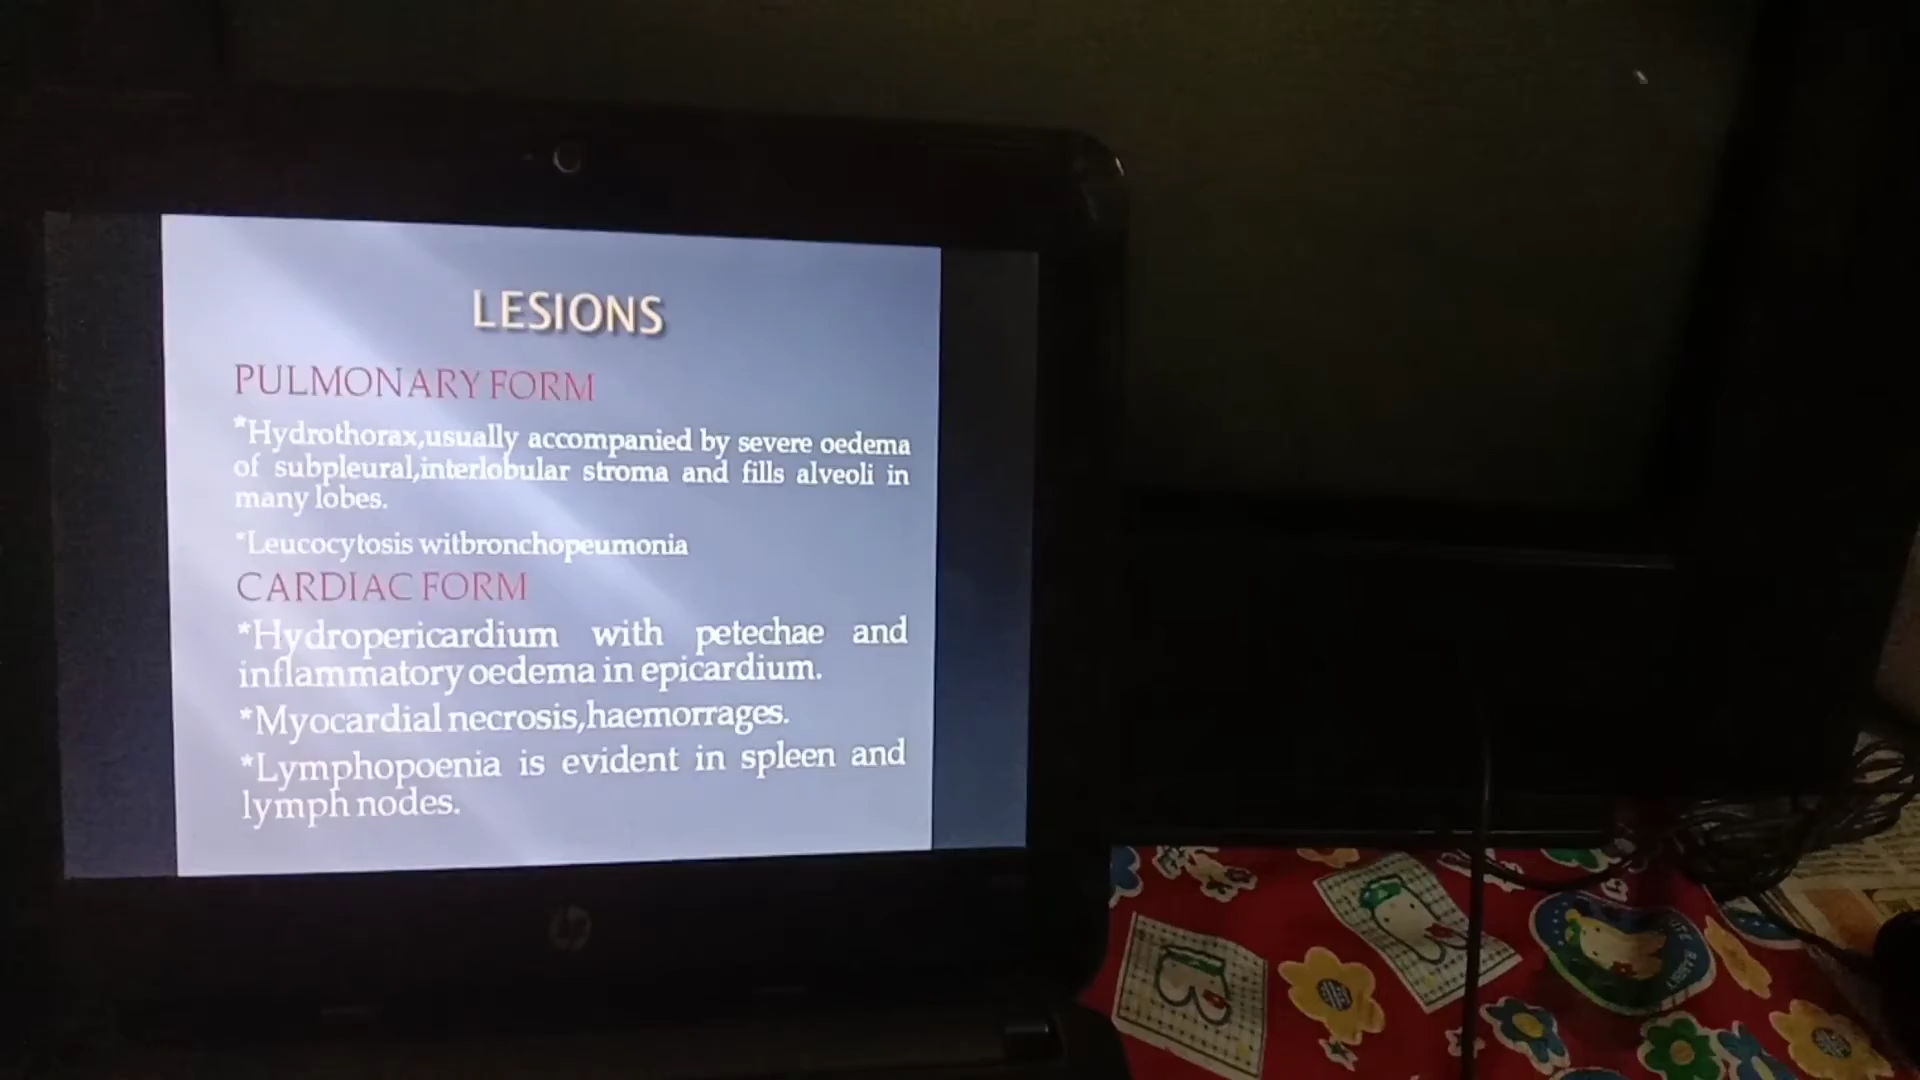 LESIONS
PULMONARY FORM
*Hydrothorax,usually accompanied by severe oedema
of subpleural,interlobular stroma and fills alveoli in
many lobes.
*Leucocytosis witbronchopeumonia
CARDIAC FORM
*Hydropericardium with petechae and
inflammatory oedema in epicardium.
*Myocardial necrosis,haemorrages.
*Lymphopoenia is evident in spleen and
lymph nodes.
hp